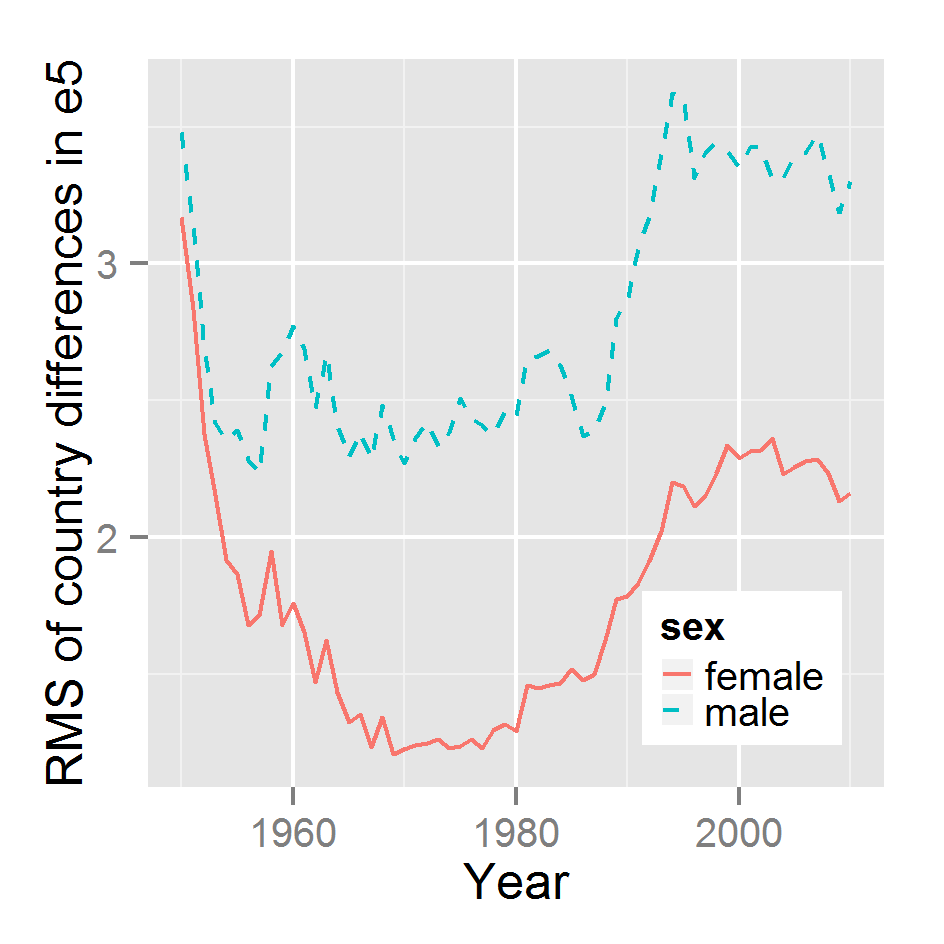 RMS of country differences in e5
3
2
1960
1980
2000
Year
sex
female
male